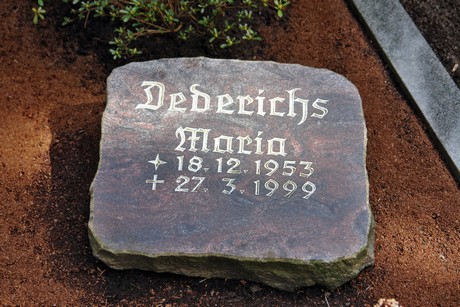 Dederichs
Maria
18.12.1953
✝ 27.3.1999